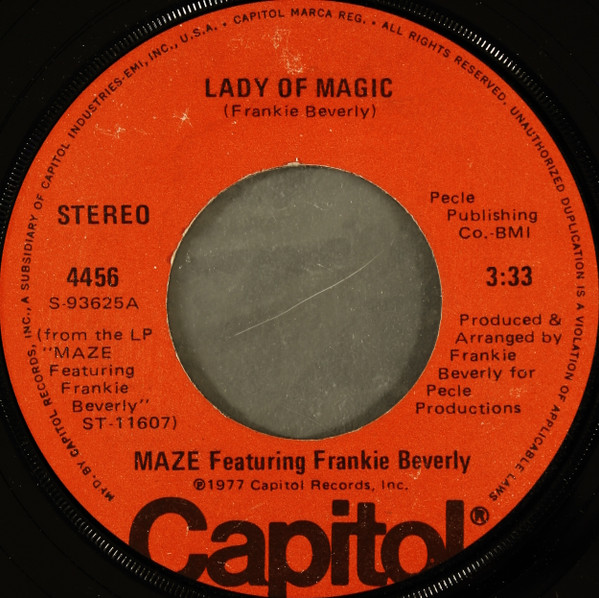 MFD. BY CAPITOL RECORDS, INC., A SUBSIDIARY OF CAPITOL INDUSTRIES-EMI, INC., U.S.A. • CAPITOL MARCA REG. • ALL RIGHTS RESERVED. UNAUTHORIZED DUPLICATION IS A VIOLATION OF APPLICABLE LAWS
LADY OF MAGIC
(Frankie Beverly)
STEREO
4456
S-93625A
(from the LP
"MAZE
Featuring
Frankie
Beverly"
ST-11607)
Pecle
Publishing
Co.-BMI
3:33
Produced &
Arranged by
Frankie
Beverly for
Pecle
Productions
MAZE Featuring Frankie Beverly
℗1977 Capitol Records, Inc.
Capitol®